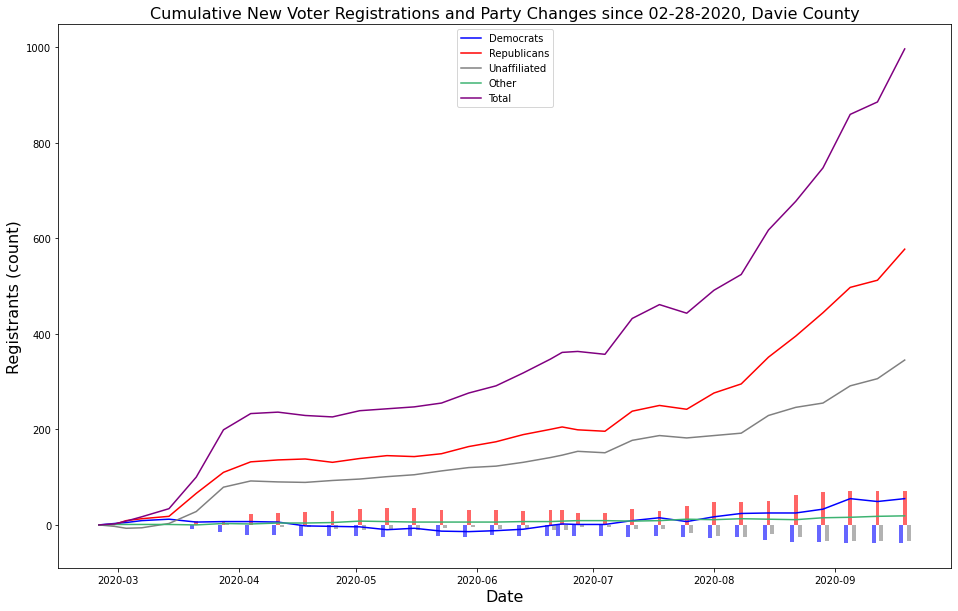 Cumulative New Voter Registrations and Party Changes since 02-28-2020, Davie County
Democrats
Republicans
Unaffiliated
Other
Total
Registrants (count)
1000
800
600
400
200
0
2020-03 2020-04 2020-05 2020-06 2020-07 2020-08 2020-09
Date